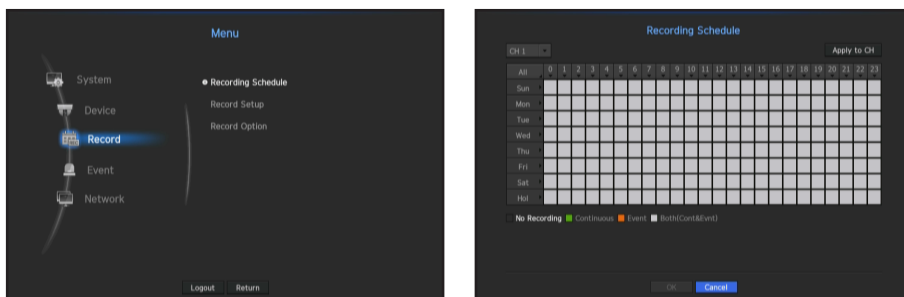 Menu
System
Device
Record
Event
Network
Recording Schedule
Record Setup
Record Option
Logout Return
Recording Schedule
CH 1
Apply to CH
All 0 1 2 3 4 5 6 7 8 9 10 11 12 13 14 15 16 17 18 19 20 21 22 23
Sun
Mon
Tue
Wed
Thu
Fri
Sat
Hol
No Recording Continuous Event Both(Cont&Evnt)
OK Cancel